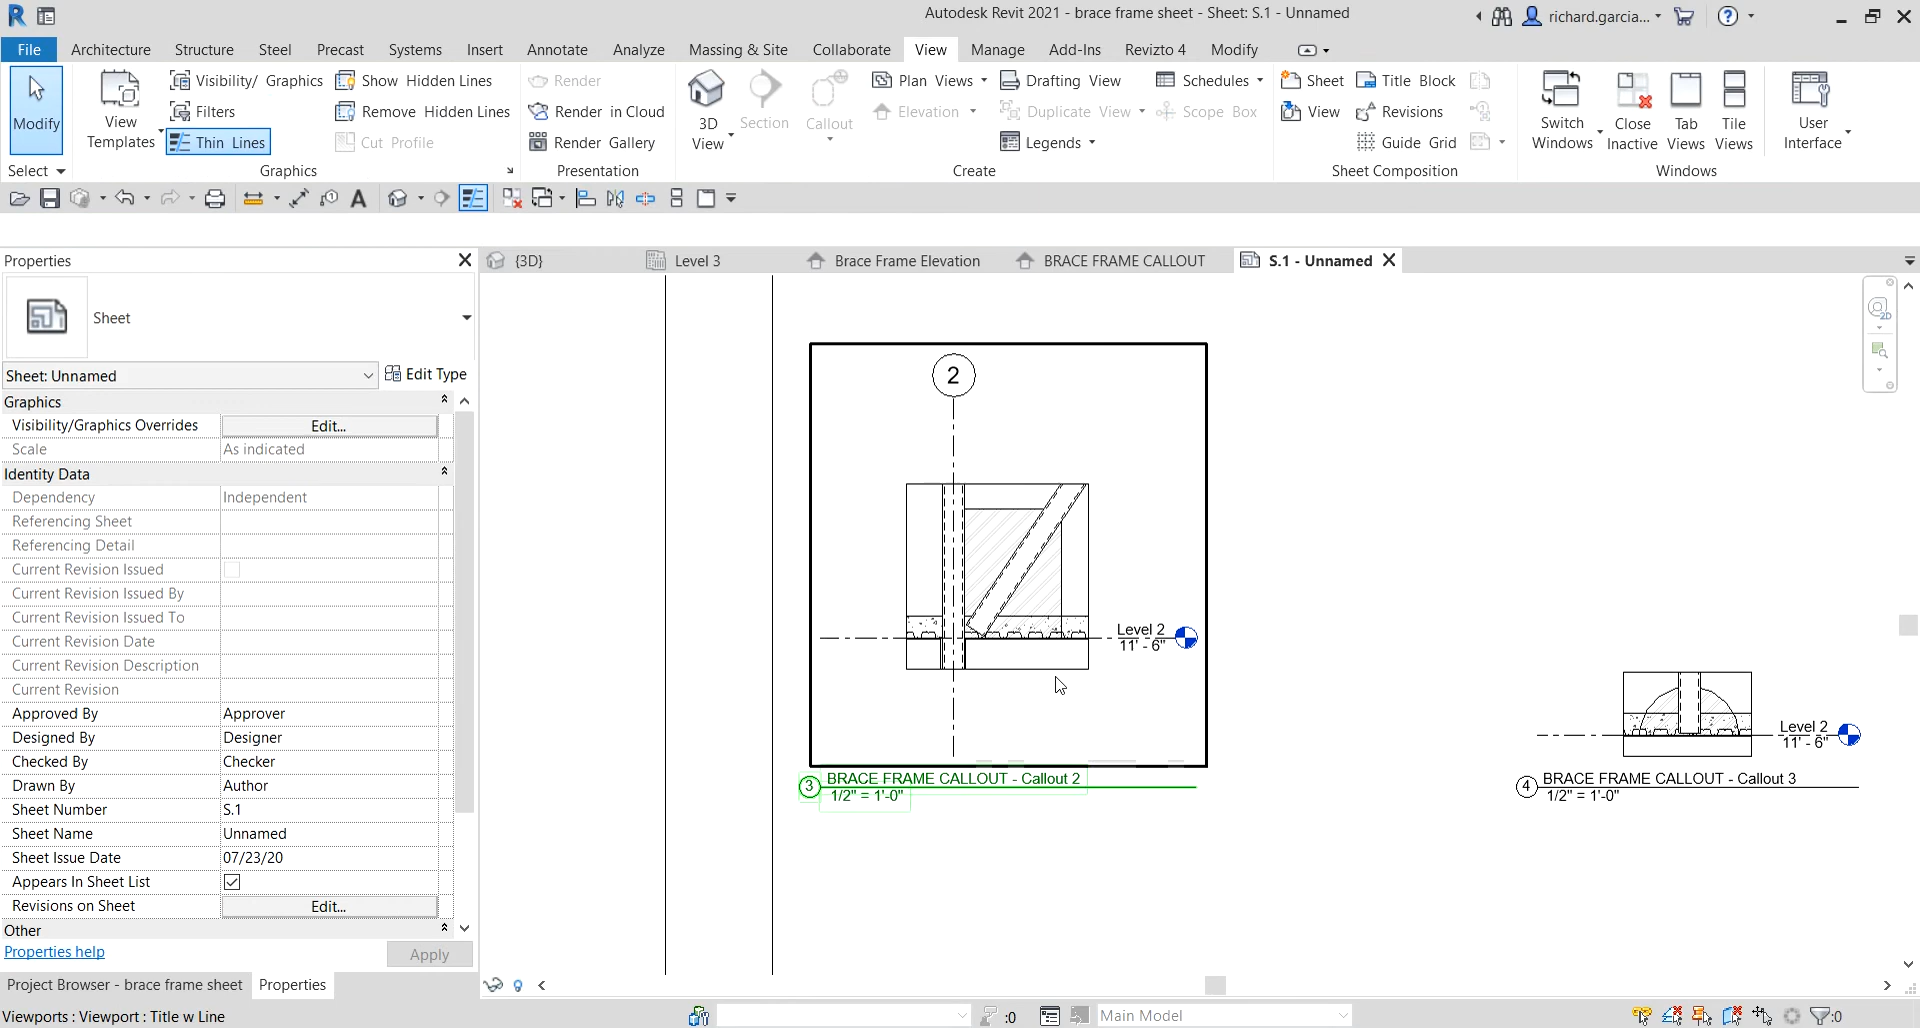 Autodesk Revit 2021 - brace frame sheet - Sheet: S.1 - Unnamed
richard.garcia...
File Architecture Structure Steel Precast Systems Insert Annotate Analyze Massing & Site Collaborate View Manage Add-Ins Revizto 4 Modify
Modify
View Templates
Visibility/ Graphics
Filters
Thin Lines
Show Hidden Lines
Remove Hidden Lines
Cut Profile
Render
Render in Cloud
Render Gallery
3D View
Section
Callout
Plan Views
Elevation
Drafting View
Duplicate View
Legends
Schedules
Scope Box
Sheet
View
Title Block
Revisions
Guide Grid
Switch Windows
Close Inactive
Tab Views
Tile Views
User Interface
Select Graphics Presentation Create Sheet Composition Windows
A
Properties
{3D} Level 3 Brace Frame Elevation BRACE FRAME CALLOUT S.1 - Unnamed
Sheet
Sheet: Unnamed Edit Type
Graphics
Visibility/Graphics Overrides Edit...
Scale As indicated
Identity Data
Dependency Independent
Referencing Sheet
Referencing Detail
Current Revision Issued
Current Revision Issued By
Current Revision Issued To
Current Revision Date
Current Revision Description
Current Revision
Approved By Approver
Designed By Designer
Checked By Checker
Drawn By Author
Sheet Number S.1
Sheet Name Unnamed
Sheet Issue Date 07/23/20
Appears In Sheet List
Revisions on Sheet Edit...
Other
Properties help Apply
Project Browser - brace frame sheet Properties
2
Level 2
11' - 6"
3 BRACE FRAME CALLOUT - Callout 2
1/2" = 1'-0"
Level 2
11' - 6"
4 BRACE FRAME CALLOUT - Callout 3
1/2" = 1'-0"
2D
Viewports : Viewport : Title w Line
:0
Main Model
:0